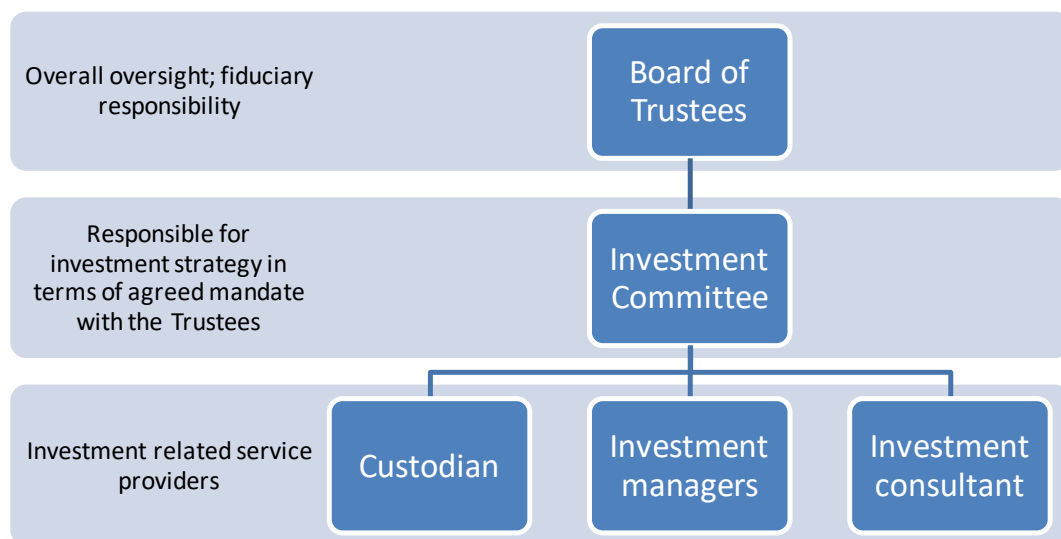 Overall oversight; fiduciary
responsibility
Board of
Trustees
Responsible for
investment strategy in
terms of agreed mandate
with the Trustees
Investment
Committee
Investment related service
providers
Custodian
Investment
managers
Investment
consultant